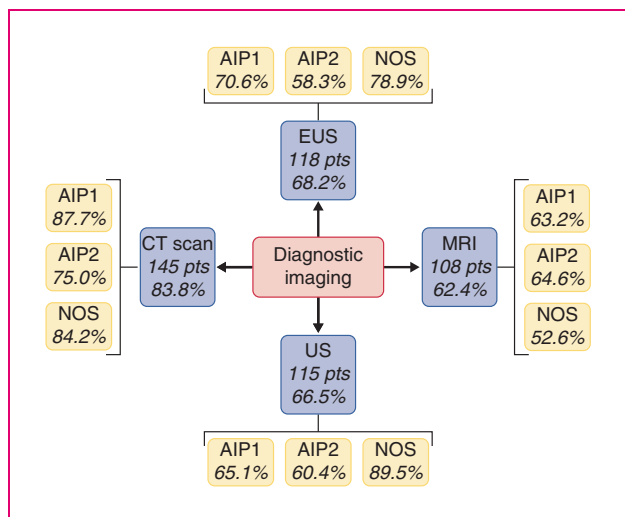 AIP1
70.6%
AIP2
58.3%
NOS
78.9%
EUS
118 pts
68.2%
AIP1
87.7%
AIP2
75.0%
NOS
84.2%
CT scan
145 pts
83.8%
Diagnostic
imaging
MRI
108 pts
62.4%
AIP1
63.2%
AIP2
64.6%
NOS
52.6%
US
115 pts
66.5%
AIP1
65.1%
AIP2
60.4%
NOS
89.5%